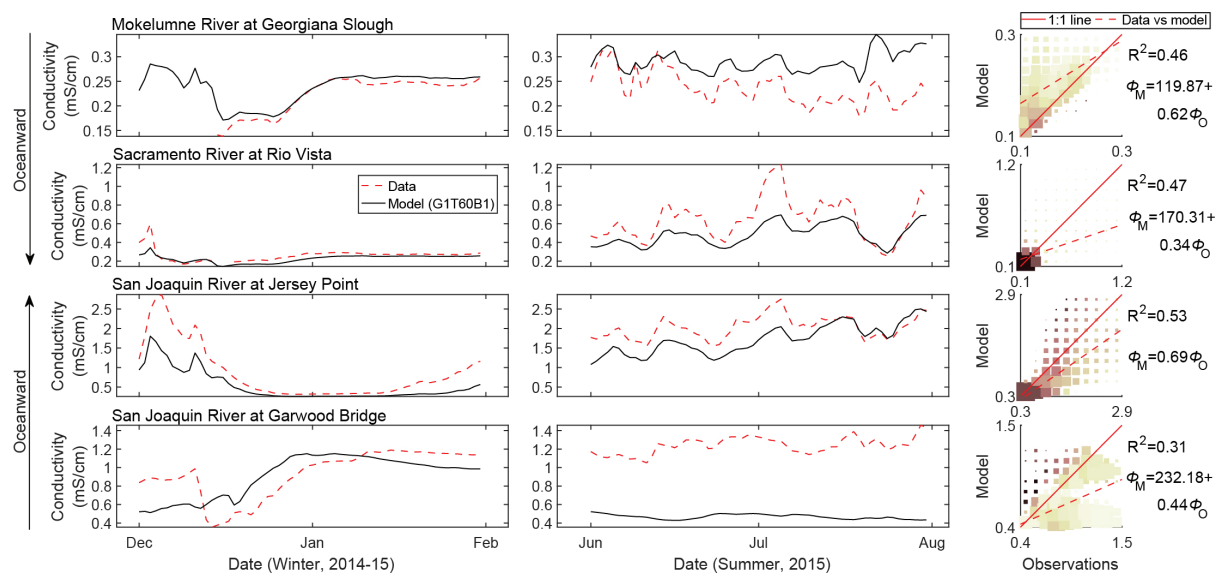 Mokelumne River at Georgiana Slough
1:1 line
Data vs model
Oceanward
Conductivity
(mS/cm)
0.3
0.25
0.2
0.15
0.3
0.2
0.1
0
0.3
Model
0.1
0.1
0.3
R²=0.46
Φ_M=119.87+
0.62Φ_O
Sacramento River at Rio Vista
Conductivity
(mS/cm)
1.2
1
0.8
0.6
0.4
0.2
Data
Model (G1T60B1)
1.2
1
0.8
0.6
0.4
0.2
1.2
Model
0.1
0.1
1.2
R²=0.47
Φ_M=170.31+
0.34Φ_O
San Joaquin River at Jersey Point
Oceanward
Conductivity
(mS/cm)
2.5
2
1.5
1
0.5
2.5
2
1.5
1
0.5
2.9
Model
0.3
0.3
2.9
R²=0.53
Φ_M=0.69Φ_O
San Joaquin River at Garwood Bridge
Conductivity
(mS/cm)
1.4
1.2
1
0.8
0.6
0.4
1.4
1.2
1
0.8
0.6
0.4
1.5
Model
0.4
0.4
1.5
R²=0.31
Φ_M=232.18+
0.44Φ_O
Dec
Jan
Feb
Jun
Jul
Aug
Date (Winter, 2014-15)
Date (Summer, 2015)
Observations